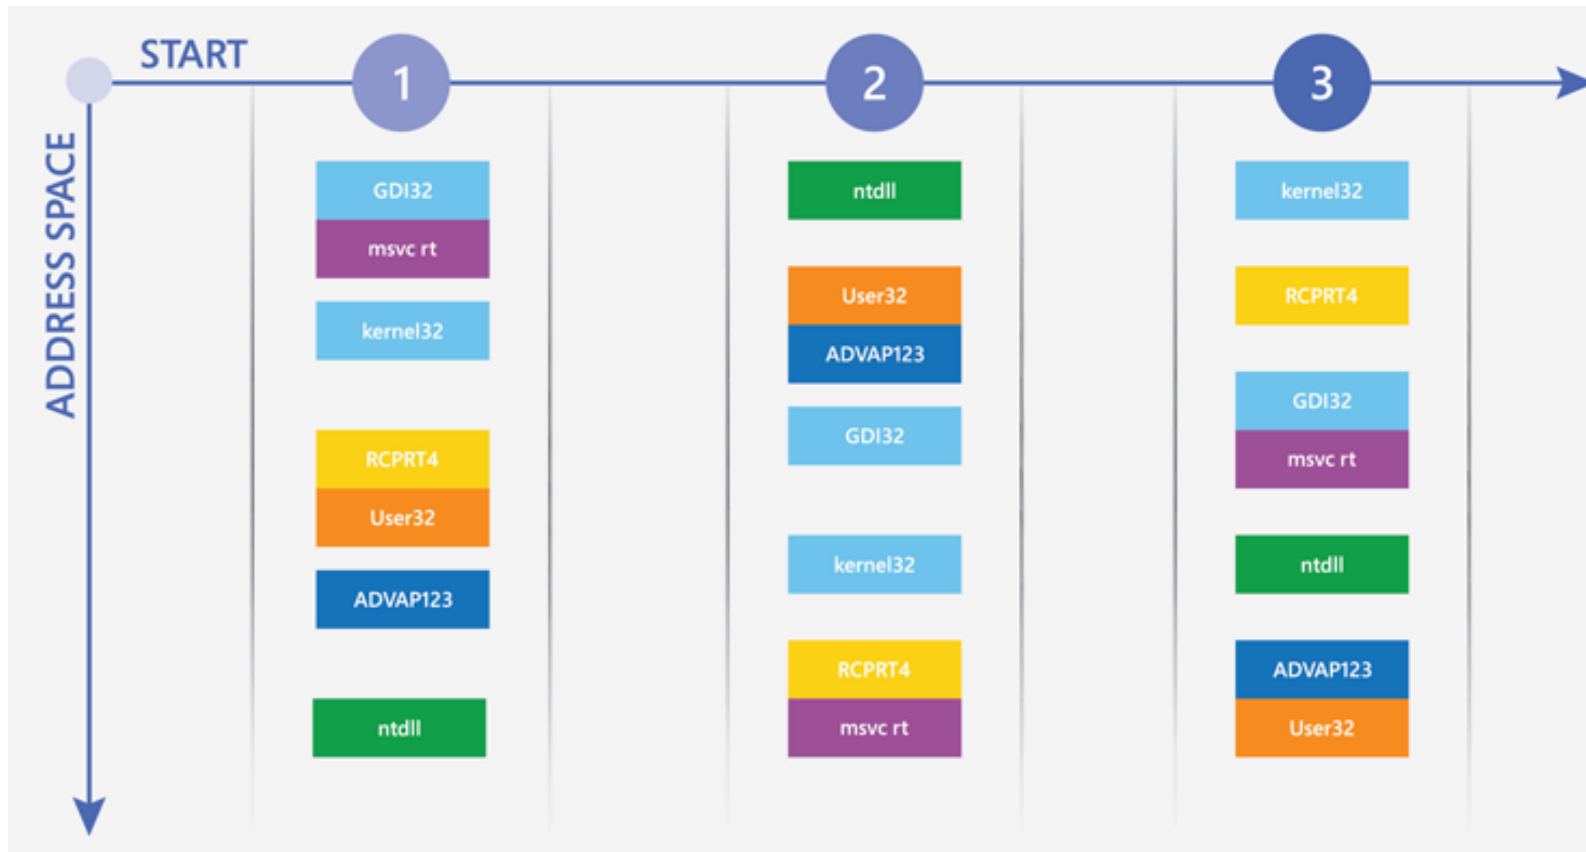 START
1
2
3
ADDRESS SPACE
GDI32
msvc rt
kernel32
RCPRT4
User32
ADVAP123
ntdll
ntdll
User32
ADVAP123
GDI32
kernel32
RCPRT4
msvc rt
kernel32
RCPRT4
GDI32
msvc rt
ntdll
ADVAP123
User32